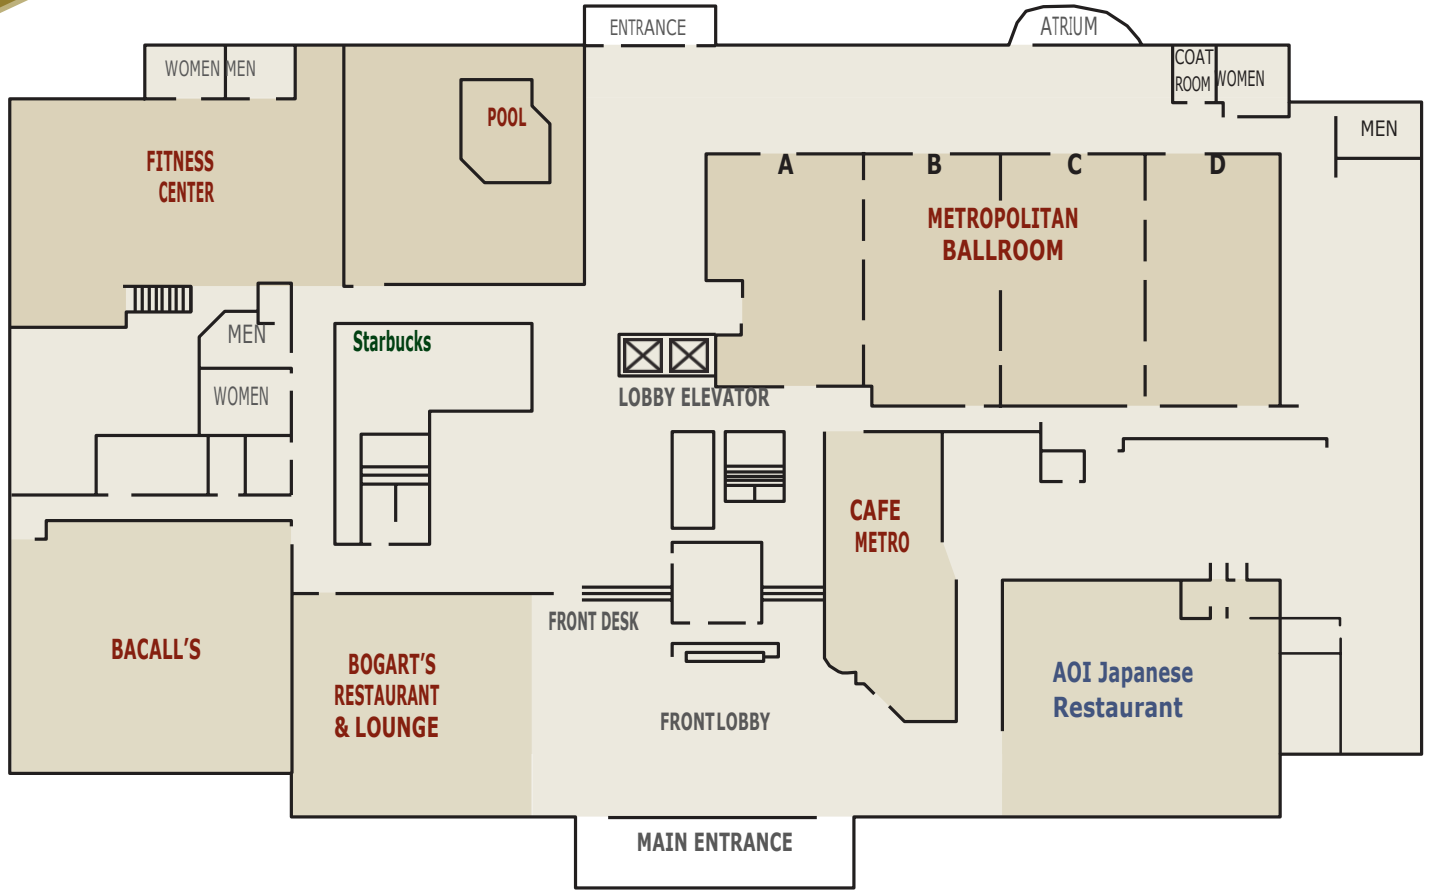 ENTRANCE
ATRIUM
WOMEN MEN
COAT
ROOM
WOMEN
MEN
POOL
FITNESS
CENTER
A B C D
METROPOLITAN
BALLROOM
MEN
Starbucks
WOMEN
LOBBY ELEVATOR
CAFE
METRO
FRONT DESK
BACALL’S
BOGART’S
RESTAURANT
& LOUNGE
AOI Japanese
Restaurant
FRONT LOBBY
MAIN ENTRANCE